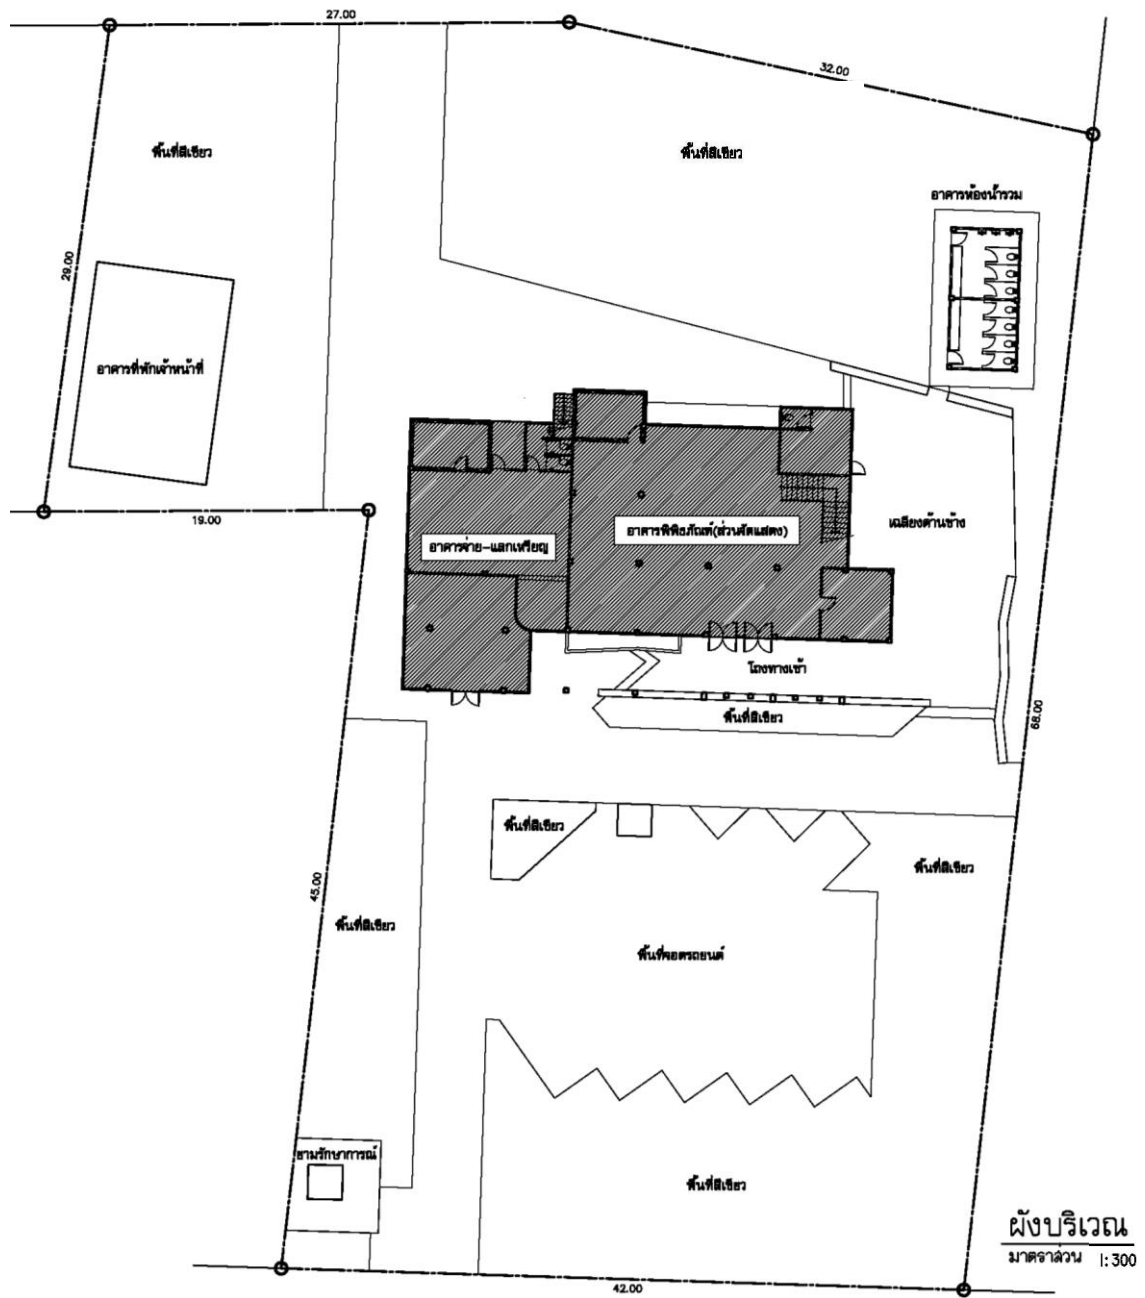 27.00
32.00
พื้นที่สีเขียว
พื้นที่สีเขียว
อาคารห้องน้ำรวม
29.00
อาคารที่พักเจ้าหน้าที่
19.00
อาคารพิพิธภัณฑ์(ส่วนจัดแสดง)
เฉลียงด้านข้าง
อาคารจ่าย-แลกเหรียญ
โถงทางเข้า
พื้นที่สีเขียว
68.00
พื้นที่สีเขียว
พื้นที่สีเขียว
45.00
พื้นที่สีเขียว
พื้นที่จอดรถยนต์
ยามรักษาการณ์
พื้นที่สีเขียว
ผังบริเวณ
มาตราส่วน 1:300
42.00